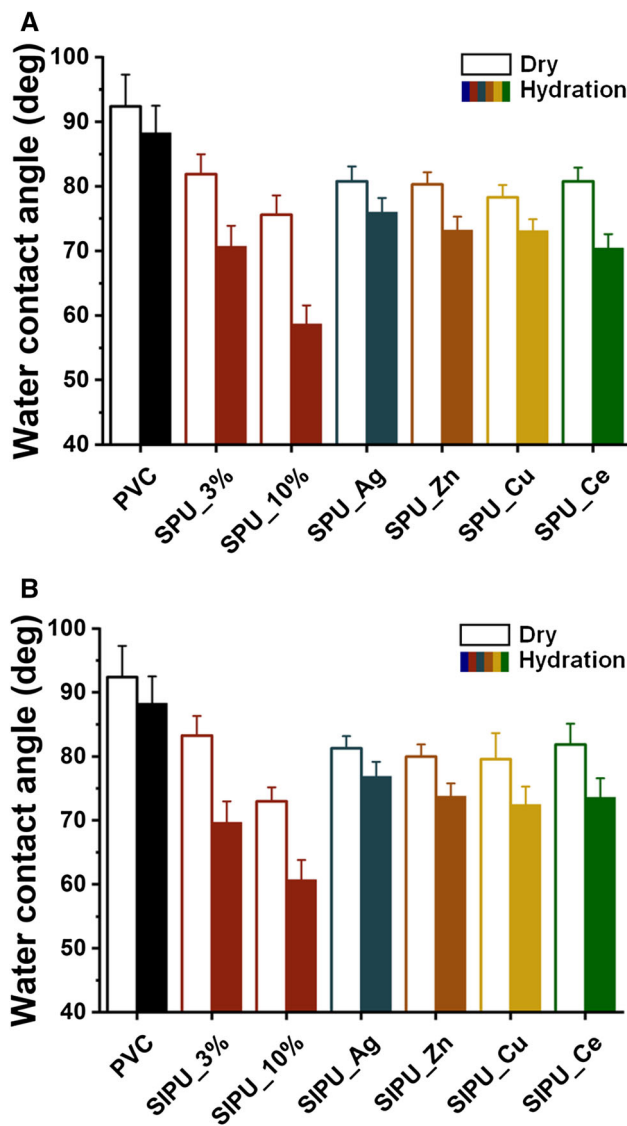 A
Water contact angle (deg)
100
90
80
70
60
50
40
Dry
Hydration
PVC
SPU_3%
SPU_10%
SPU_Ag
SPU_Zn
SPU_Cu
SPU_Ce
B
Water contact angle (deg)
100
90
80
70
60
50
40
Dry
Hydration
PVC
SIPU_3%
SIPU_10%
SIPU_Ag
SIPU_Zn
SIPU_Cu
SIPU_Ce